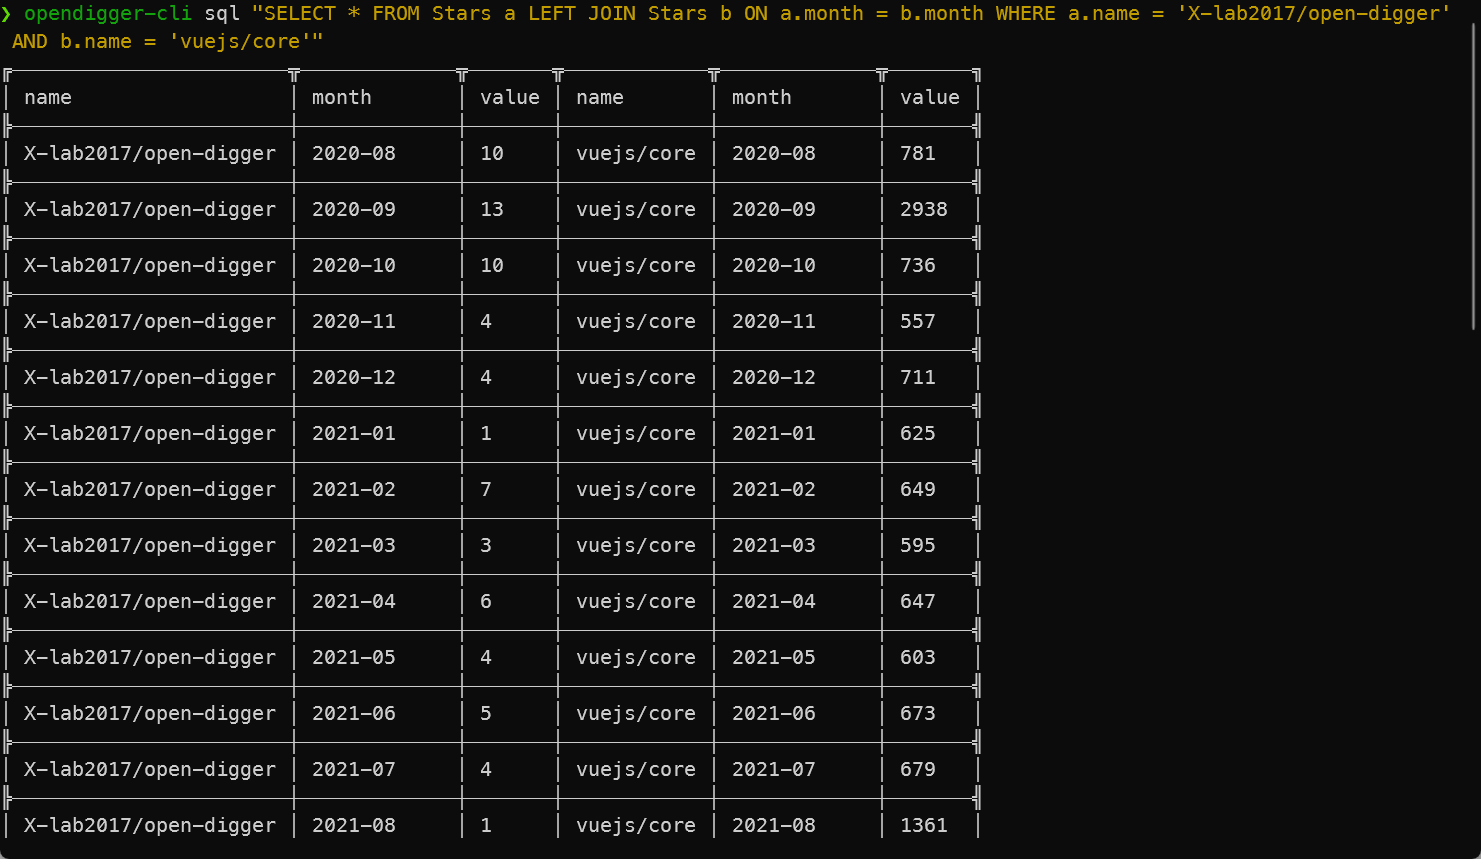 ❯ opendigger-cli sql "SELECT * FROM Stars a LEFT JOIN Stars b ON a.month = b.month WHERE a.name = 'X-lab2017/open-digger'
AND b.name = 'vuejs/core'"
name month value name month value
X-lab2017/open-digger 2020-08 10 vuejs/core 2020-08 781
X-lab2017/open-digger 2020-09 13 vuejs/core 2020-09 2938
X-lab2017/open-digger 2020-10 10 vuejs/core 2020-10 736
X-lab2017/open-digger 2020-11 4 vuejs/core 2020-11 557
X-lab2017/open-digger 2020-12 4 vuejs/core 2020-12 711
X-lab2017/open-digger 2021-01 1 vuejs/core 2021-01 625
X-lab2017/open-digger 2021-02 7 vuejs/core 2021-02 649
X-lab2017/open-digger 2021-03 3 vuejs/core 2021-03 595
X-lab2017/open-digger 2021-04 6 vuejs/core 2021-04 647
X-lab2017/open-digger 2021-05 4 vuejs/core 2021-05 603
X-lab2017/open-digger 2021-06 5 vuejs/core 2021-06 673
X-lab2017/open-digger 2021-07 4 vuejs/core 2021-07 679
X-lab2017/open-digger 2021-08 1 vuejs/core 2021-08 1361